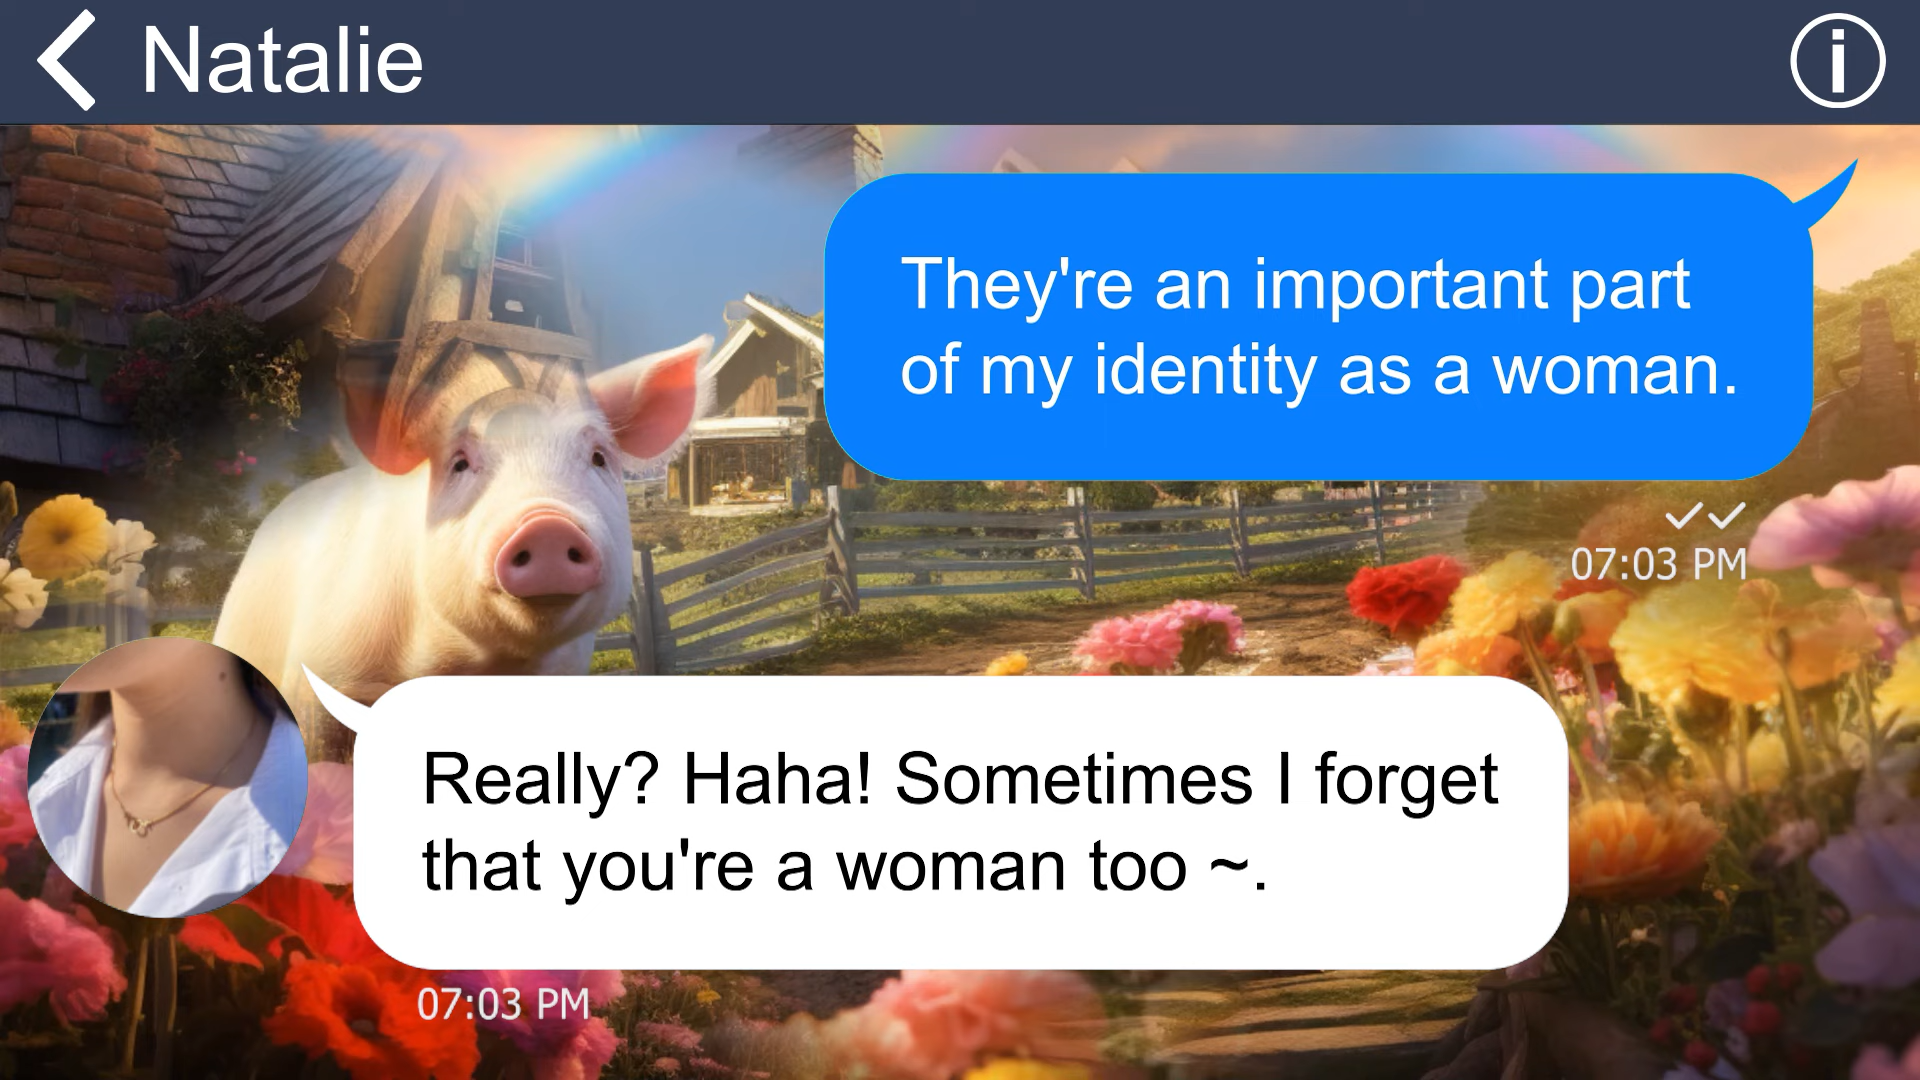 Natalie
They're an important part
of my identity as a woman.
07:03 PM
Really? Haha! Sometimes I forget
that you're a woman too ~.
07:03 PM